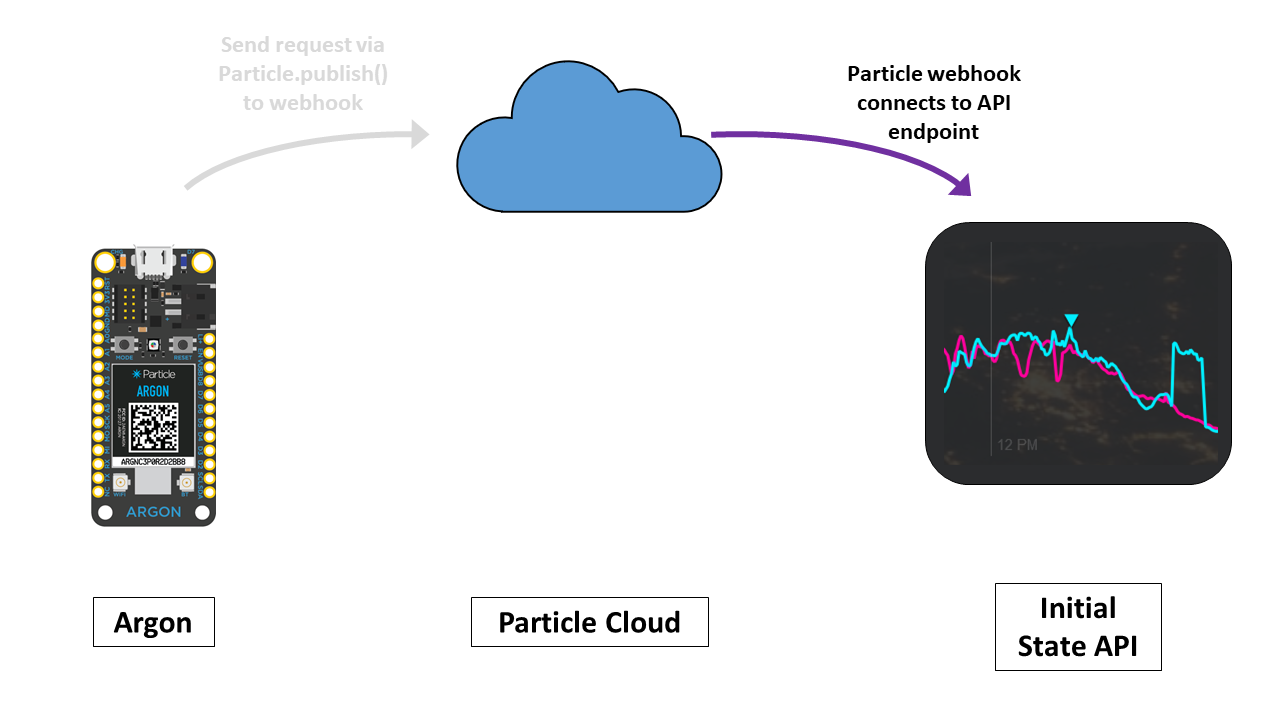 Send request via
Particle.publish()
to webhook
Particle webhook
connects to API
endpoint
MODE
RESET
Particle
ARGON
ARGNC3P0R2D2BBB
WIFI
BT
ARGON
12 PM
Argon
Particle Cloud
Initial
State API